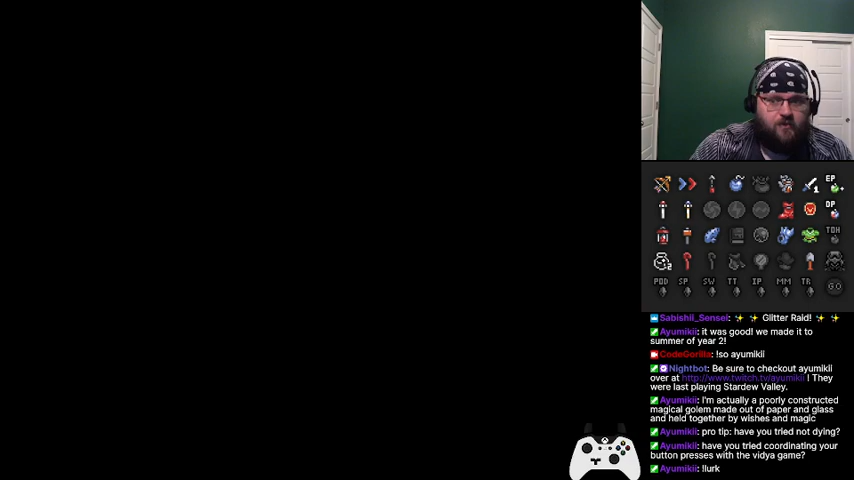 EP
1
DP
TOH
2
POD SP SW TT IP MM TR GO
Sabishii_Sensei: ✨ ✨ Glitter Raid! ✨ ✨
Ayumikii: it was good! we made it to
summer of year 2!
CodeGorilla: !so ayumikii
Nightbot: Be sure to checkout ayumikii
over at http://www.twitch.tv/ayumikii ! They
were last playing Stardew Valley.
Ayumikii: I'm actually a poorly constructed
magical golem made out of paper and glass
and held together by wishes and magic
Ayumikii: pro tip: have you tried not dying?
Ayumikii: have you tried coordinating your
button presses with the vidya game?
Ayumikii: !lurk